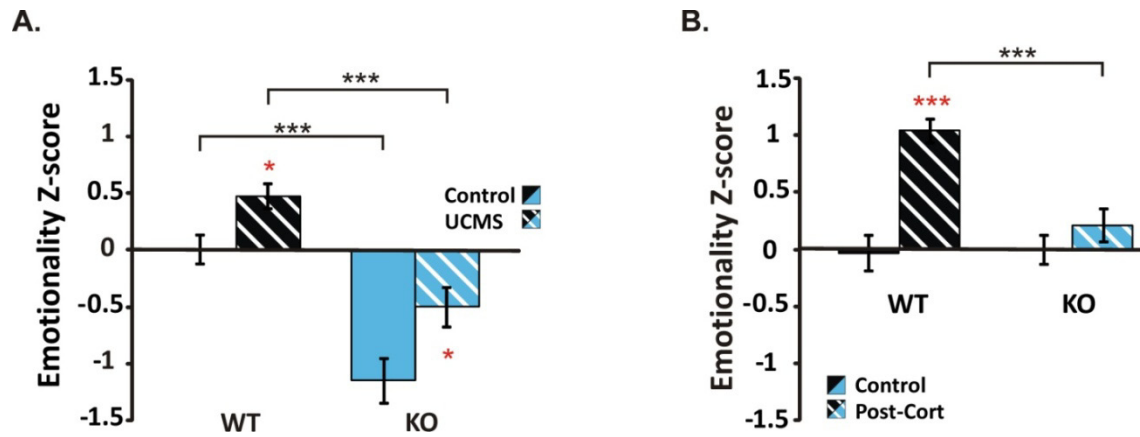 A.
Emotionality Z-score
1.5
1
0.5
0
-0.5
-1
-1.5
***
***
*
*
Control
UCMS
WT
KO
B.
Emotionality Z-score
1.5
1
0.5
0
-0.5
-1
-1.5
***
***
WT
KO
Control
Post-Cort